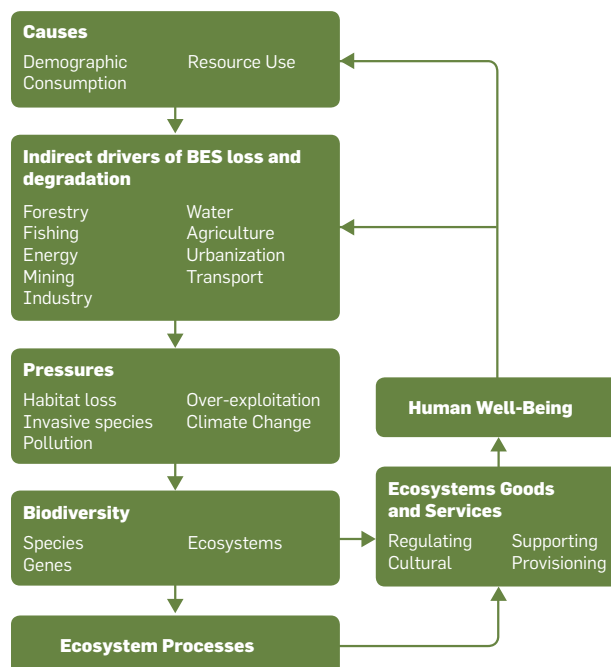 Causes
Demographic
Consumption
Resource Use
Indirect drivers of BES loss and
degradation
Forestry
Fishing
Energy
Mining
Industry
Water
Agriculture
Urbanization
Transport
Pressures
Habitat loss
Invasive species
Pollution
Over-exploitation
Climate Change
Human Well-Being
Biodiversity
Species
Genes
Ecosystems
Ecosystems Goods
and Services
Regulating
Cultural
Supporting
Provisioning
Ecosystem Processes